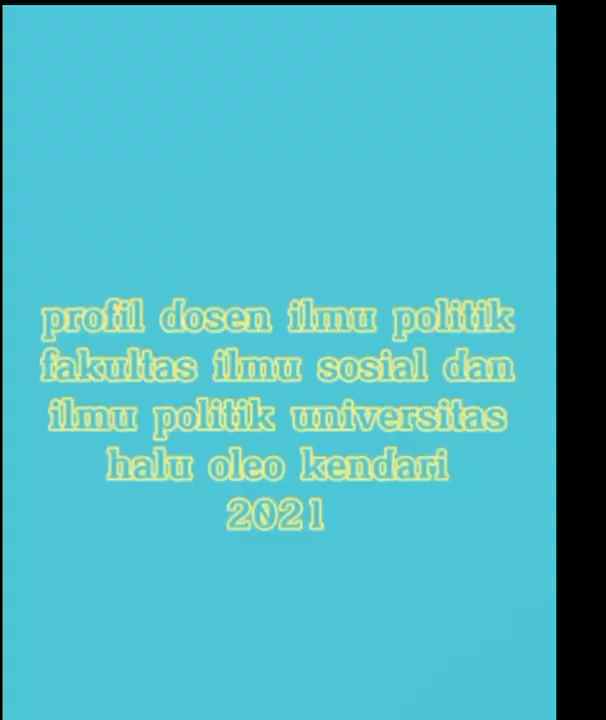 profil dosen ilmu politik
fakultas ilmu sosial dan
ilmu politik universitas
halu oleo kendari
2021